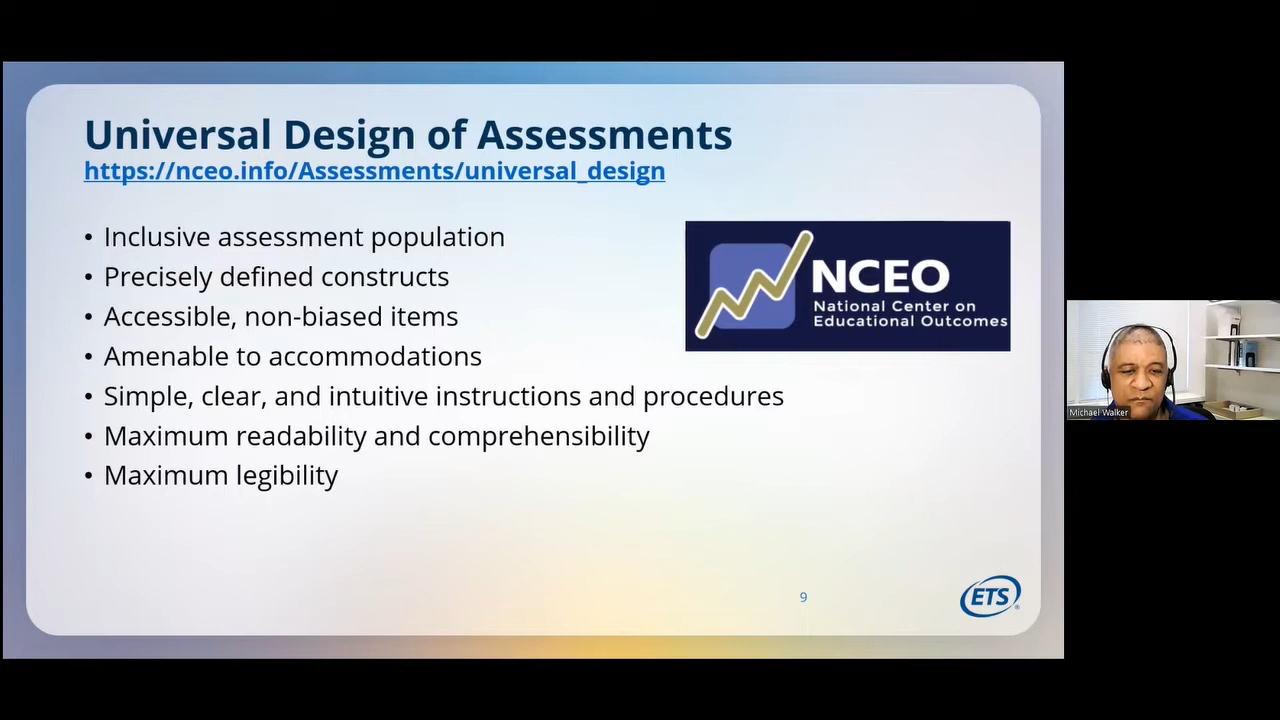 Universal Design of Assessments
https://nceo.info/Assessments/universal_design
• Inclusive assessment population
• Precisely defined constructs
• Accessible, non-biased items
• Amenable to accommodations
• Simple, clear, and intuitive instructions and procedures
• Maximum readability and comprehensibility
• Maximum legibility
NCEO
National Center on
Educational Outcomes
9
ETS®
Michael Walker